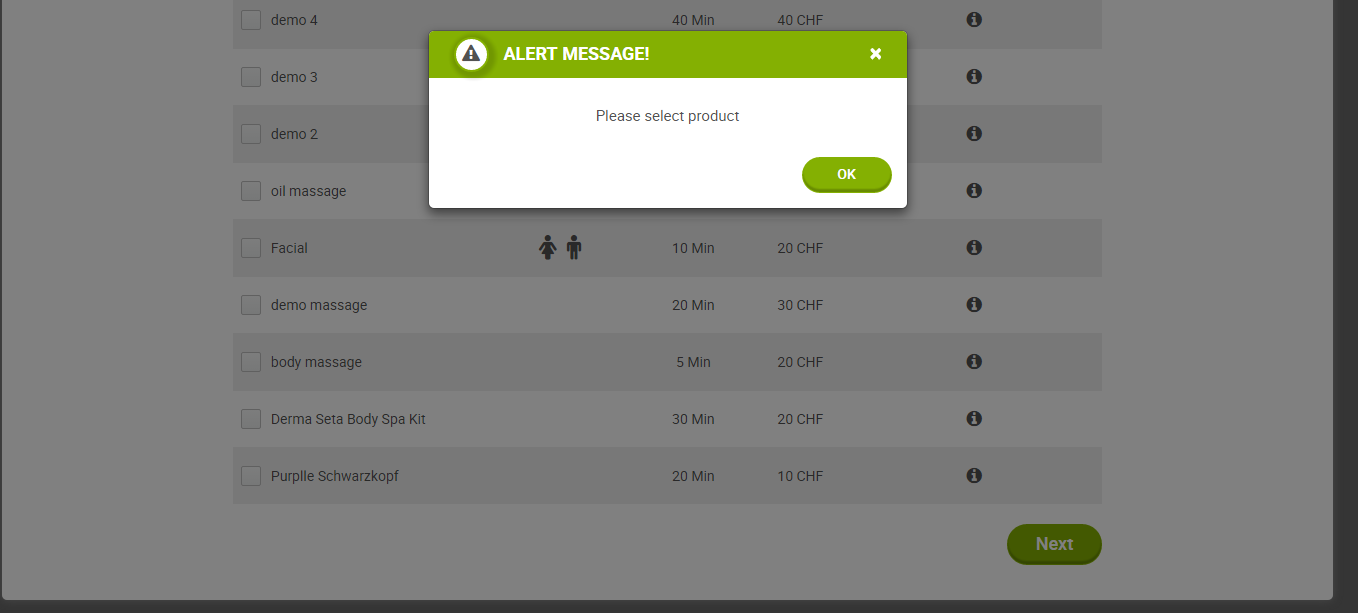 demo 4 40 Min 40 CHF
ALERT MESSAGE!
demo 3
Please select product
demo 2
OK
oil massage
Facial 10 Min 20 CHF
demo massage 20 Min 30 CHF
body massage 5 Min 20 CHF
Derma Seta Body Spa Kit 30 Min 20 CHF
Purplle Schwarzkopf 20 Min 10 CHF
Next